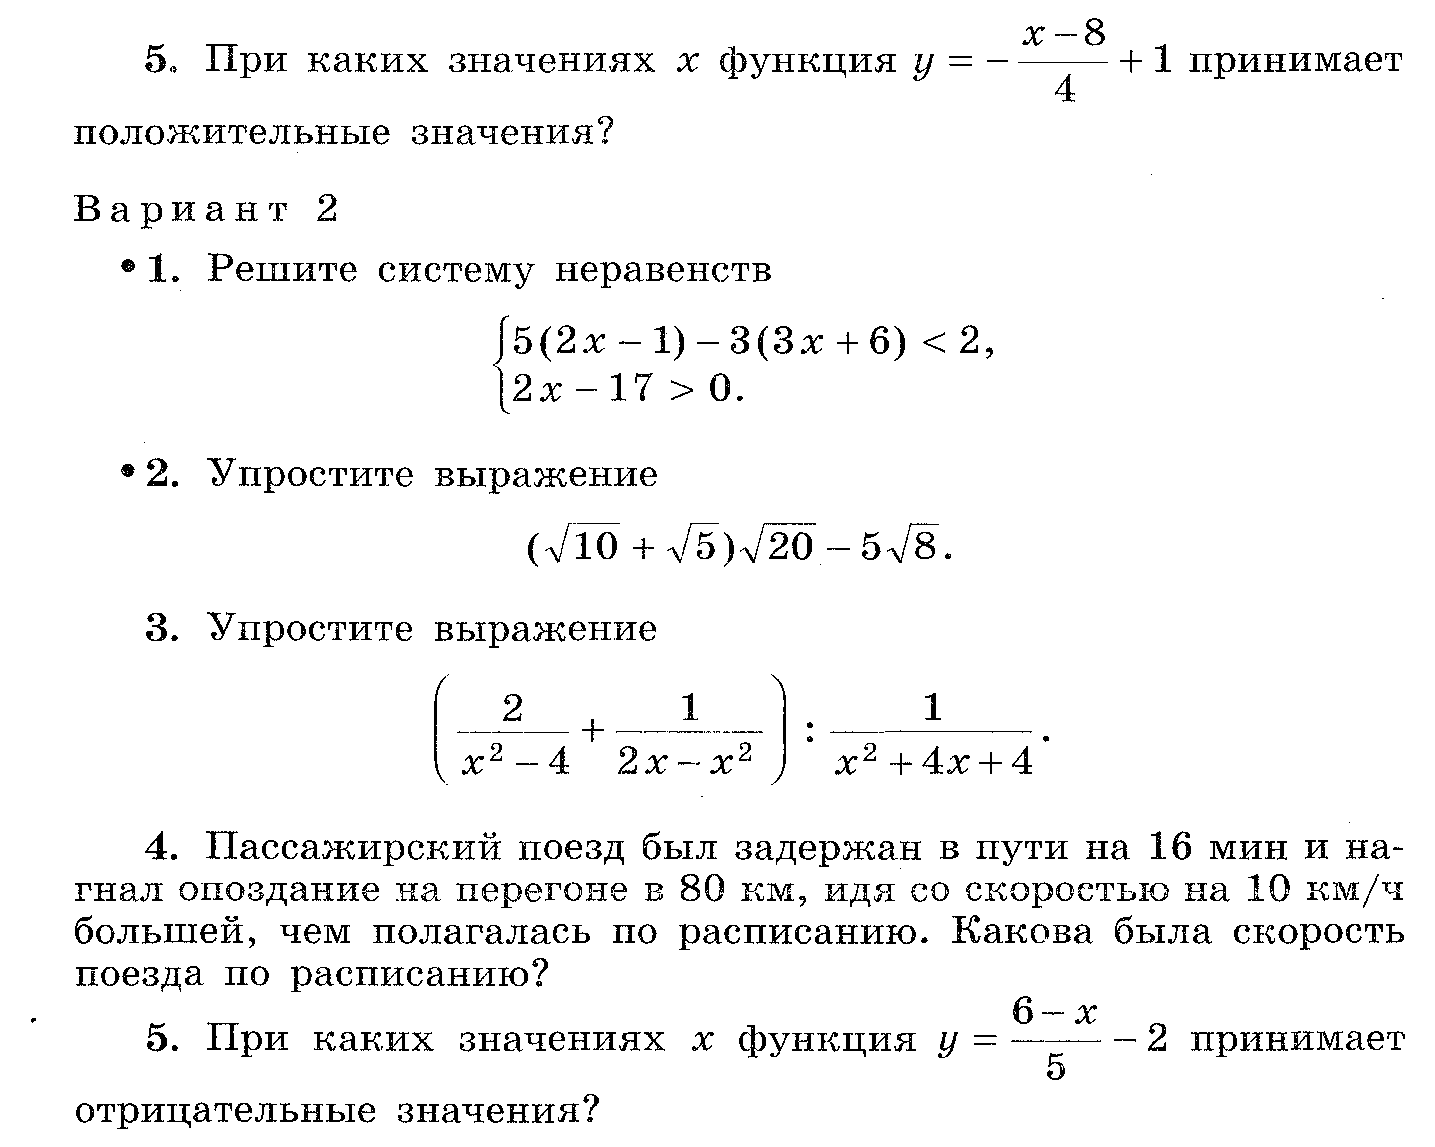 5. При каких значениях x функция y = − (x − 8)/4 + 1 принимает
положительные значения?
Вариант 2
• 1. Решите систему неравенств
{5(2x − 1) − 3(3x + 6) < 2,
{2x − 17 > 0.
• 2. Упростите выражение
(√10 + √5)√20 − 5√8.
3. Упростите выражение
(2/(x² − 4) + 1/(2x − x²)) : 1/(x² + 4x + 4).
4. Пассажирский поезд был задержан в пути на 16 мин и на-
гнал опоздание на перегоне в 80 км, идя со скоростью на 10 км/ч
большей, чем полагалась по расписанию. Какова была скорость
поезда по расписанию?
5. При каких значениях x функция y = (6 − x)/5 − 2 принимает
отрицательные значения?